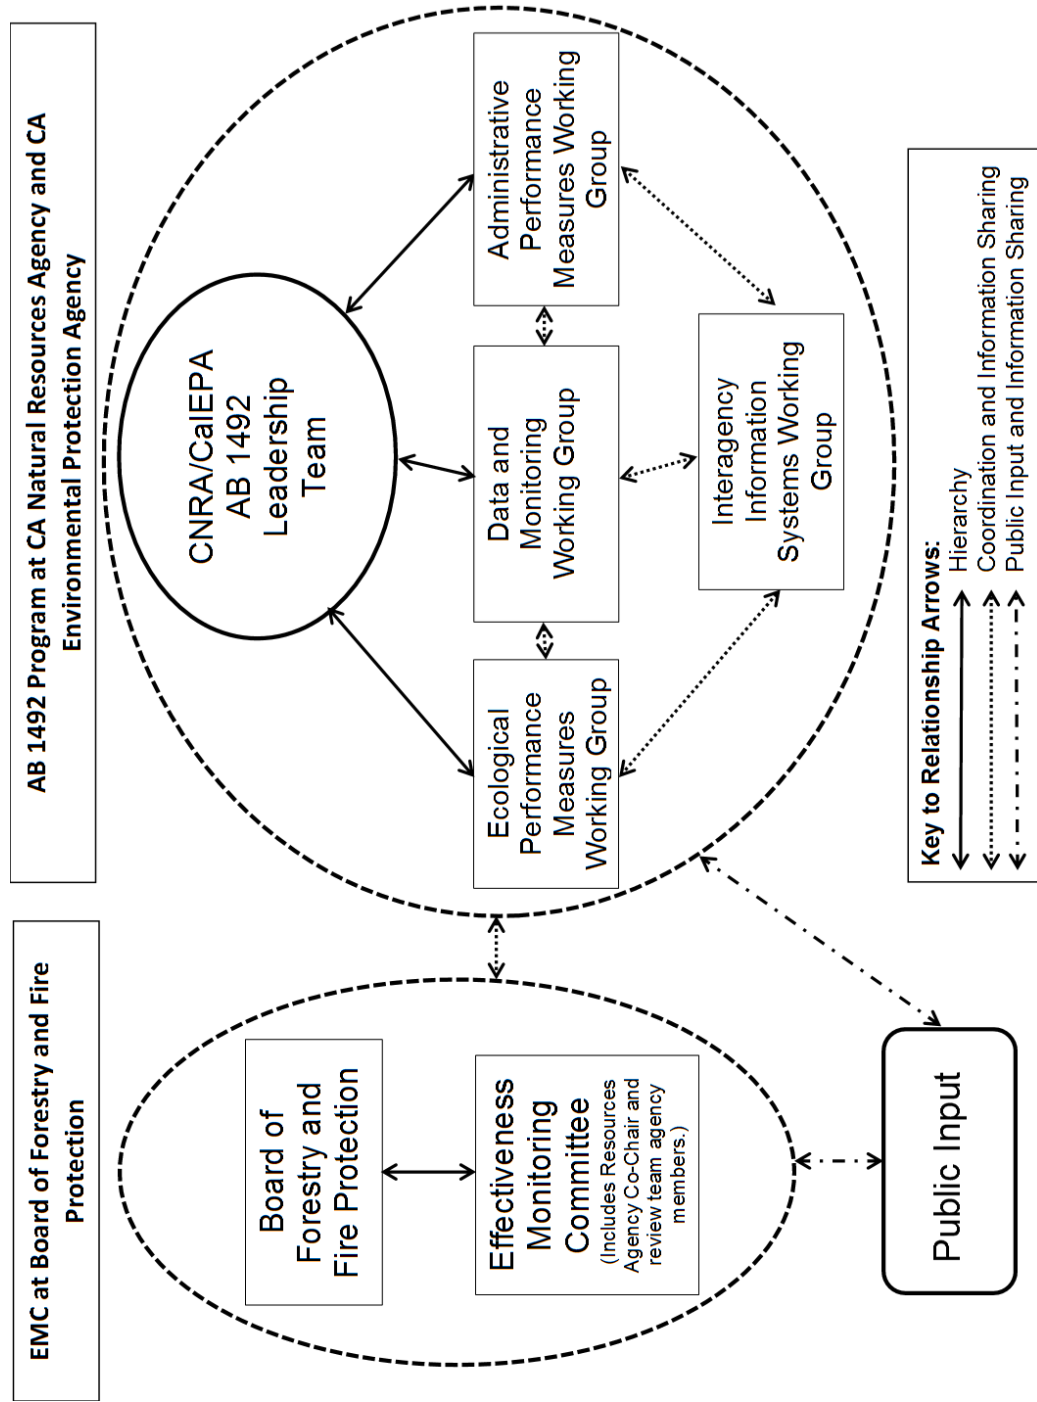 EMC at Board of Forestry and Fire
Protection
AB 1492 Program at CA Natural Resources Agency and CA
Environmental Protection Agency
Board of
Forestry and
Fire Protection
Effectiveness
Monitoring
Committee
(Includes Resources
Agency Co-Chair and
review team agency
members.)
CNRA/CalEPA
AB 1492
Leadership
Team
Ecological
Performance
Measures
Working Group
Data and
Monitoring
Working Group
Administrative
Performance
Measures Working
Group
Interagency
Information
Systems Working
Group
Public Input
Key to Relationship Arrows:
Hierarchy
Coordination and Information Sharing
Public Input and Information Sharing